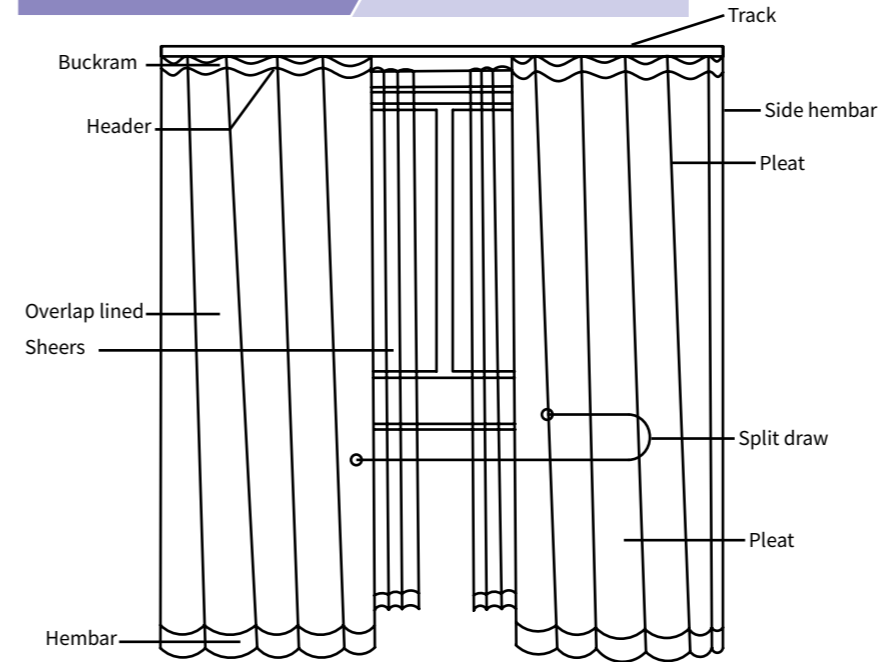 Track
Buckram
Side hembar
Header
Pleat
Overlap lined
Sheers
Split draw
Pleat
Hembar